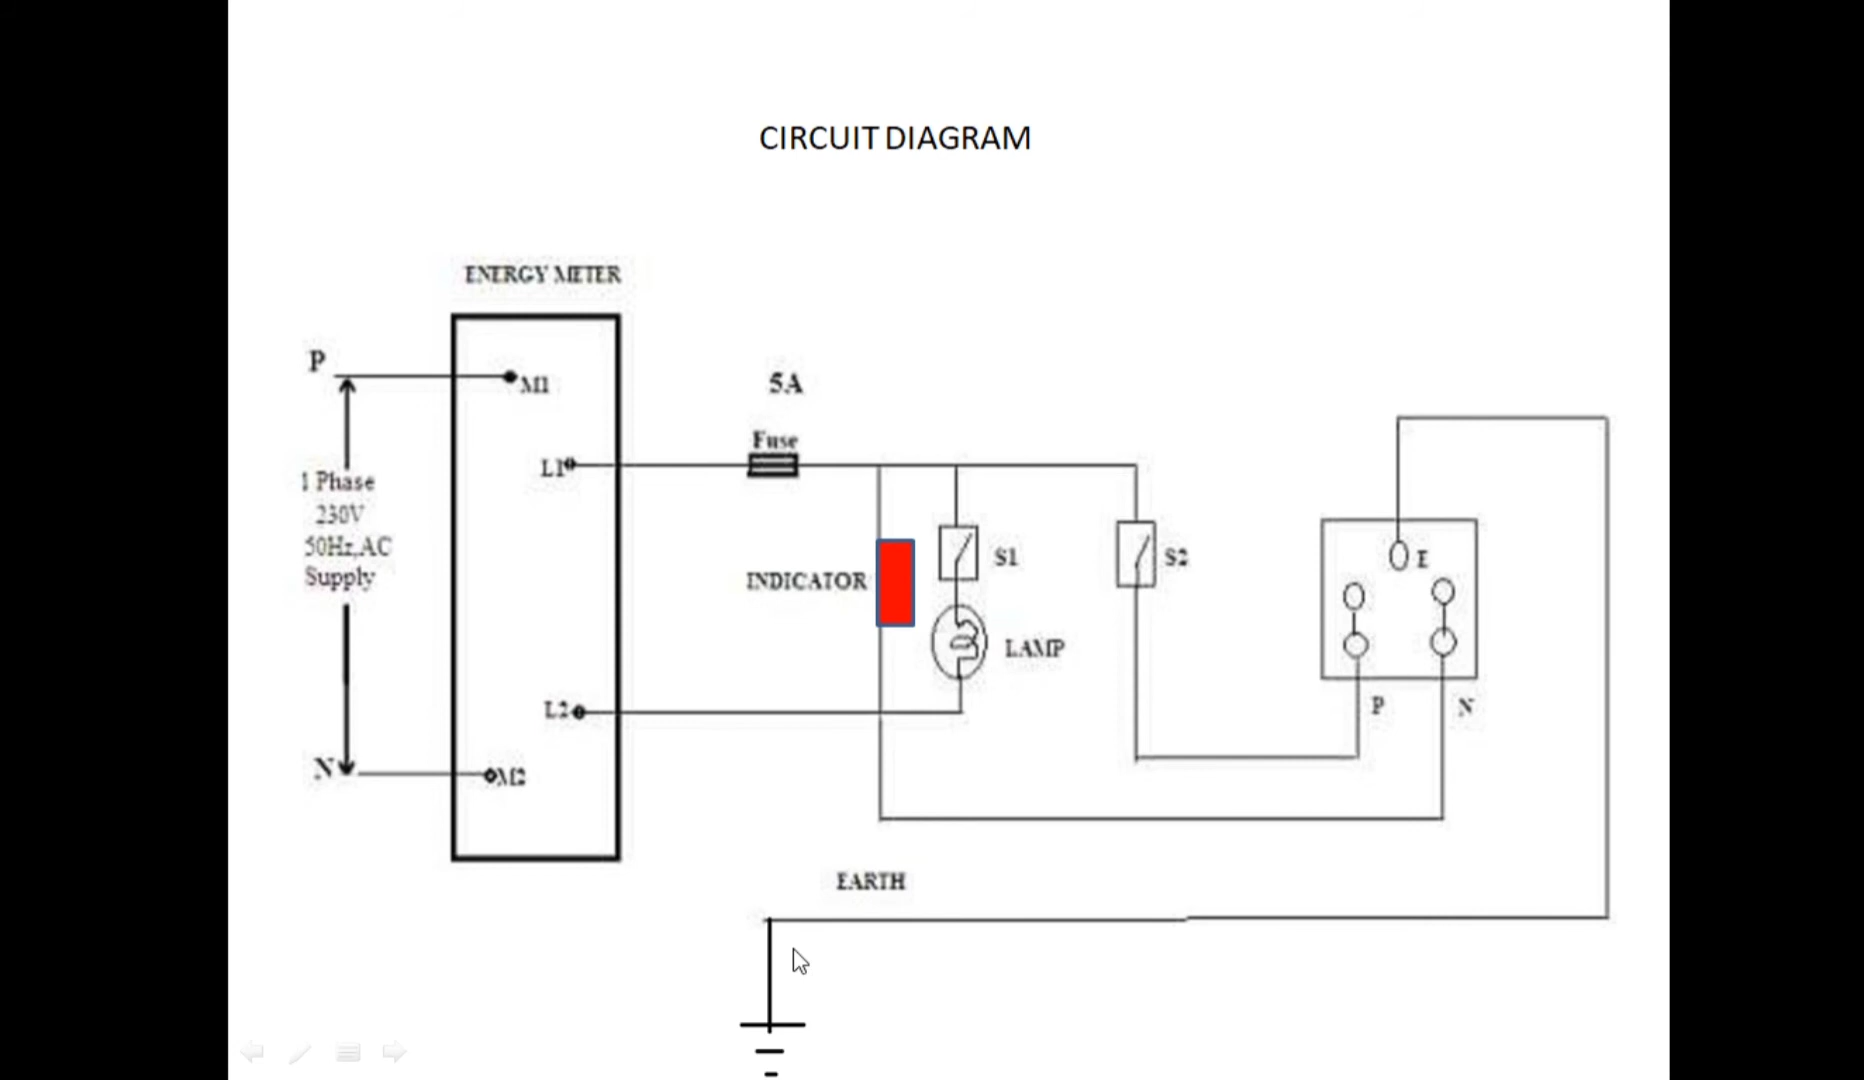 CIRCUIT DIAGRAM
ENERGY METER
P
M1
5A
Fuse
L1
1 Phase
230V
50Hz,AC
Supply
INDICATOR
S1
S2
E
LAMP
L2
P
N
N
M2
EARTH